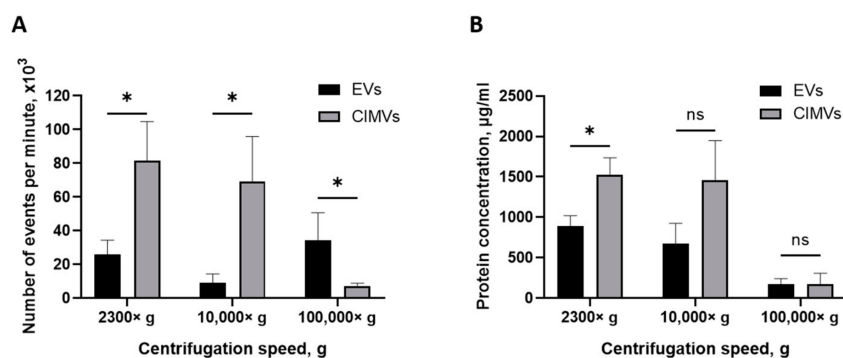 A
Number of events per minute, x10³
120
100
80
60
40
20
0
*
*
*
EVs
CIMVs
2300× g
10,000× g
100,000× g
Centrifugation speed, g
B
Protein concentration, µg/ml
2500
2000
1500
1000
500
0
*
ns
ns
EVs
CIMVs
2300× g
10,000× g
100,000× g
Centrifugation speed, g